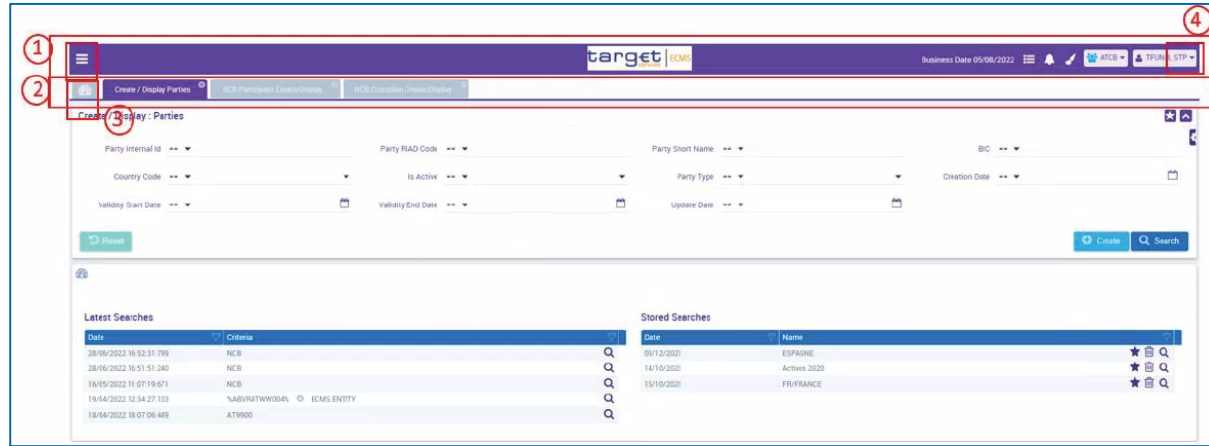 4
1
target | ECMS
SERVICES
Business Date 05/08/2022 ATCB TFUN L STP
2
Create / Display Parties NCB Participant Create/Display NCB Custodian Create/Display
3
Create / Display : Parties
Party Internal Id -- Party RIAD Code -- Party Short Name -- BIC --
Country Code -- Is Active -- Party Type -- Creation Date --
Validity Start Date -- Validity End Date -- Update Date --
Reset Create Search
Latest Searches Stored Searches
Date Criteria Date Name
28/06/2022 16:52:31:799 NCB 03/12/2021 ESPAGNE
28/06/2022 16:51:51:240 NCB 14/10/2021 Actives 2020
16/05/2022 11:07:19:671 NCB 15/10/2021 FR/FRANCE
19/04/2022 12:34:27:133 %ABVRATWW004% ECMS ENTITY
18/04/2022 18:07:06:449 AT9900